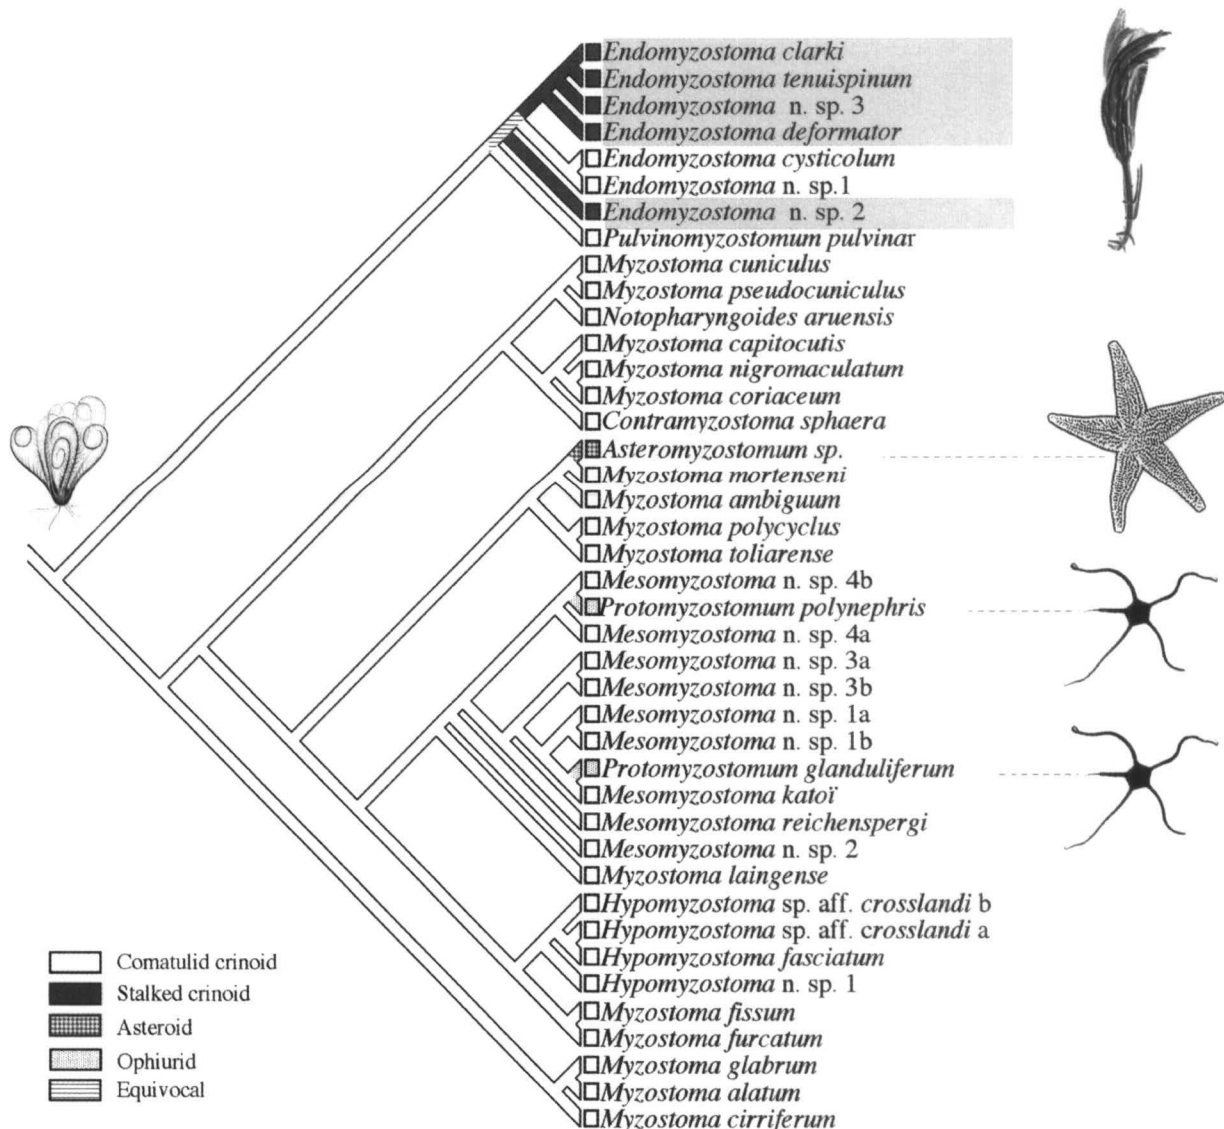 Endomyzostoma clarki
Endomyzostoma tenuispinum
Endomyzostoma n. sp. 3
Endomyzostoma deformator
Endomyzostoma cysticolum
Endomyzostoma n. sp.1
Endomyzostoma n. sp. 2
Pulvinomyzostomum pulvinar
Myzostoma cuniculus
Myzostoma pseudocuniculus
Notopharyngoides aruensis
Myzostoma capitocutis
Myzostoma nigromaculatum
Myzostoma coriaceum
Contramyzostoma sphaera
Asteromyzostomum sp.
Myzostoma mortenseni
Myzostoma ambiguum
Myzostoma polycyclus
Myzostoma toliarense
Mesomyzostoma n. sp. 4b
Protomyzostomum polynephris
Mesomyzostoma n. sp. 4a
Mesomyzostoma n. sp. 3a
Mesomyzostoma n. sp. 3b
Mesomyzostoma n. sp. 1a
Mesomyzostoma n. sp. 1b
Protomyzostomum glanduliferum
Mesomyzostoma katoï
Mesomyzostoma reichenspergi
Mesomyzostoma n. sp. 2
Myzostoma laingense
Hypomyzostoma sp. aff. crosslandi b
Hypomyzostoma sp. aff. crosslandi a
Hypomyzostoma fasciatum
Hypomyzostoma n. sp. 1
Myzostoma fissum
Myzostoma furcatum
Myzostoma glabrum
Myzostoma alatum
Myzostoma cirriferum
Comatulid crinoid
Stalked crinoid
Asteroid
Ophiurid
Equivocal